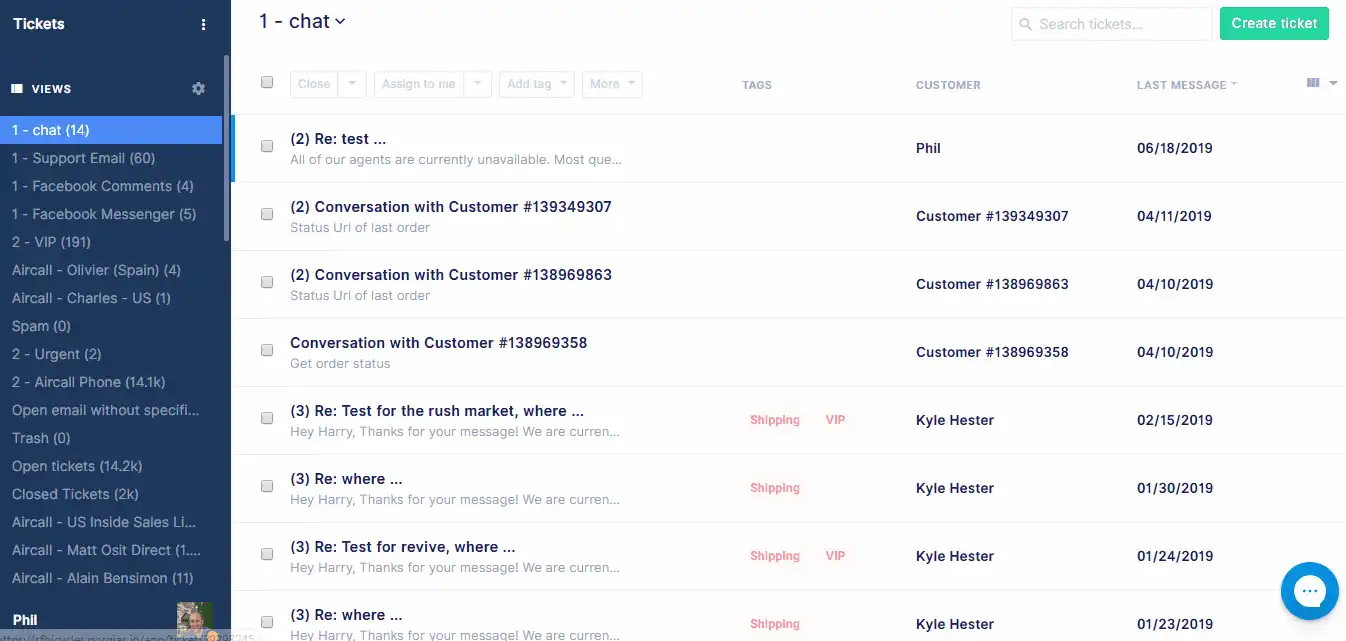 Tickets
VIEWS
1 - chat (14)
1 - Support Email (60)
1 - Facebook Comments (4)
1 - Facebook Messenger (5)
2 - VIP (191)
Aircall - Olivier (Spain) (4)
Aircall - Charles - US (1)
Spam (0)
2 - Urgent (2)
2 - Aircall Phone (14.1k)
Open email without specifi...
Trash (0)
Open tickets (14.2k)
Closed Tickets (2k)
Aircall - US Inside Sales Li...
Aircall - Matt Osit Direct (1....
Aircall - Alain Bensimon (11)
Phil
1 - chat
Search tickets...
Create ticket
Close Assign to me Add tag More TAGS CUSTOMER LAST MESSAGE
(2) Re: test ...
All of our agents are currently unavailable. Most que...
Phil 06/18/2019
(2) Conversation with Customer #139349307
Status Url of last order
Customer #139349307 04/11/2019
(2) Conversation with Customer #138969863
Status Url of last order
Customer #138969863 04/10/2019
Conversation with Customer #138969358
Get order status
Customer #138969358 04/10/2019
(3) Re: Test for the rush market, where ...
Hey Harry, Thanks for your message! We are curren...
Shipping VIP Kyle Hester 02/15/2019
(3) Re: where ...
Hey Harry, Thanks for your message! We are curren...
Shipping Kyle Hester 01/30/2019
(3) Re: Test for revive, where ...
Hey Harry, Thanks for your message! We are curren...
Shipping VIP Kyle Hester 01/24/2019
(3) Re: where ...
Hey Harry, Thanks for your message! We are curren...
Shipping Kyle Hester 01/23/2019